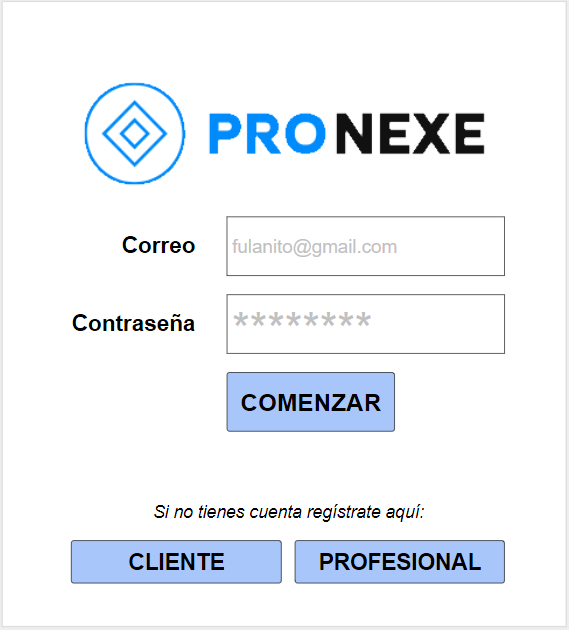 PRONEXE
Correo
fulanito@gmail.com
Contraseña
********
COMENZAR
Si no tienes cuenta regístrate aquí:
CLIENTE
PROFESIONAL